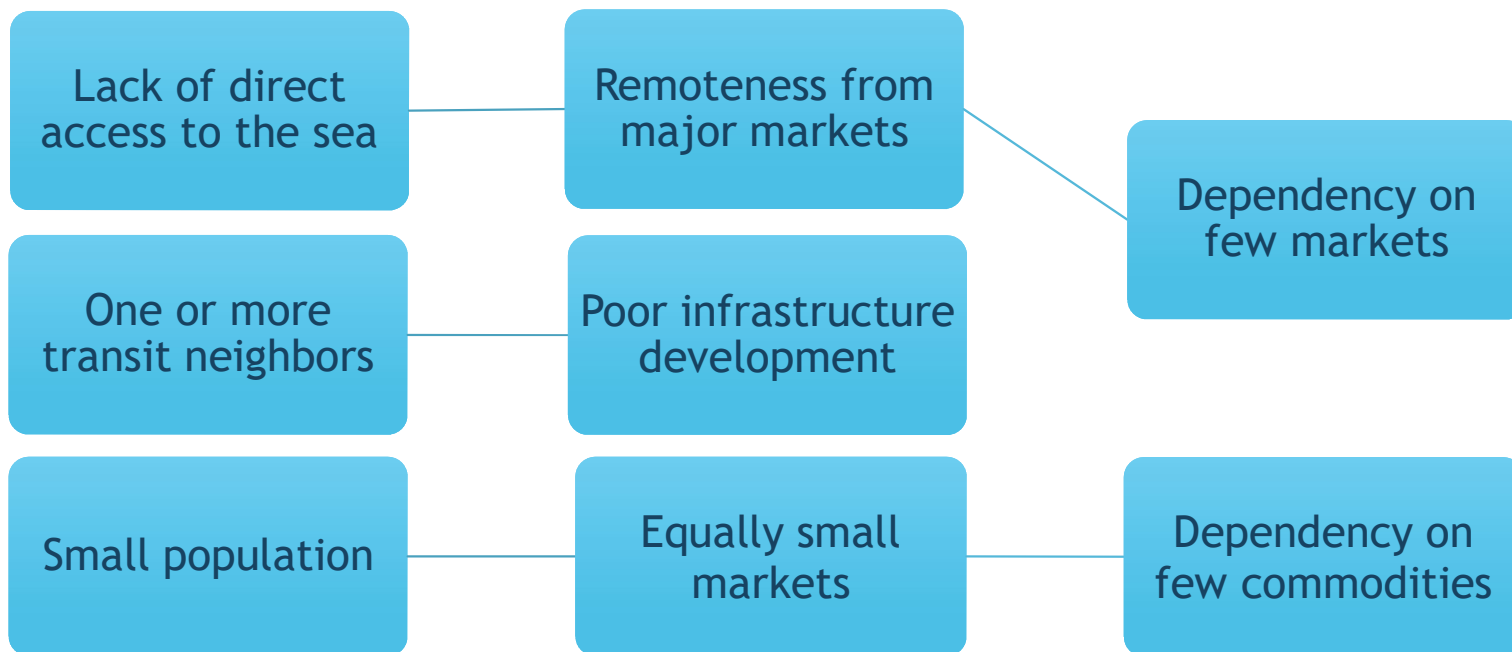 Lack of direct
access to the sea
Remoteness from
major markets
Dependency on
few markets
One or more
transit neighbors
Poor infrastructure
development
Small population
Equally small
markets
Dependency on
few commodities